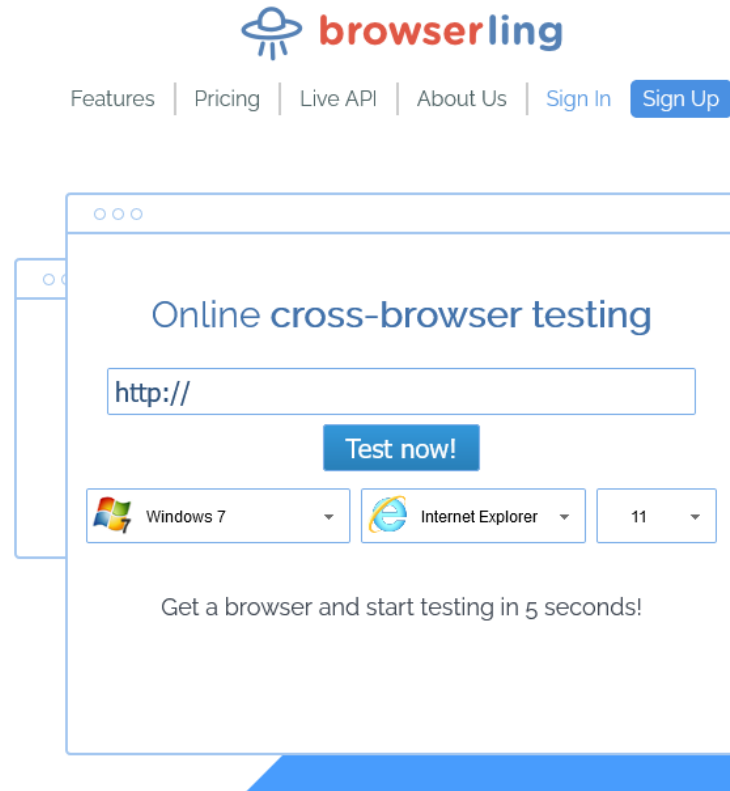 browserling
Features Pricing Live API About Us Sign In Sign Up
Online cross-browser testing
http://
Test now!
7 Windows 7 Internet Explorer 11
Get a browser and start testing in 5 seconds!